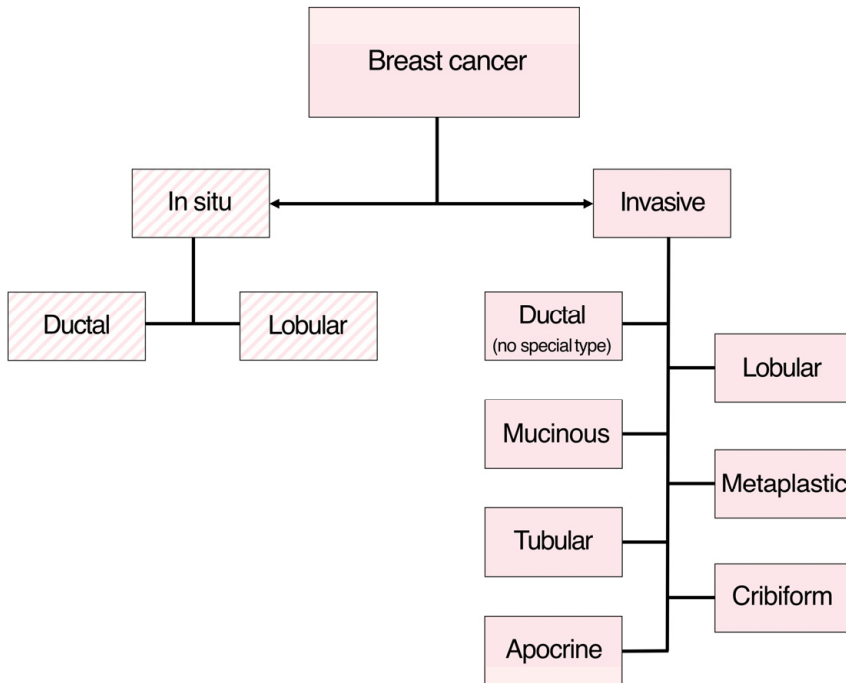 Breast cancer
In situ
Invasive
Ductal
Lobular
Ductal
(no special type)
Lobular
Mucinous
Metaplastic
Tubular
Cribiform
Apocrine